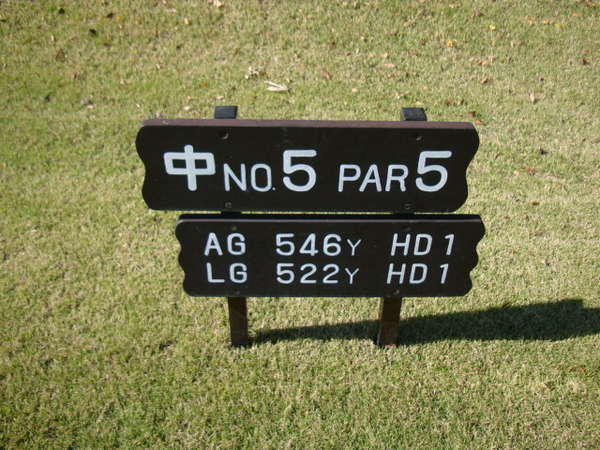 中 NO. 5 PAR 5
AG 546Y HD 1
LG 522Y HD 1